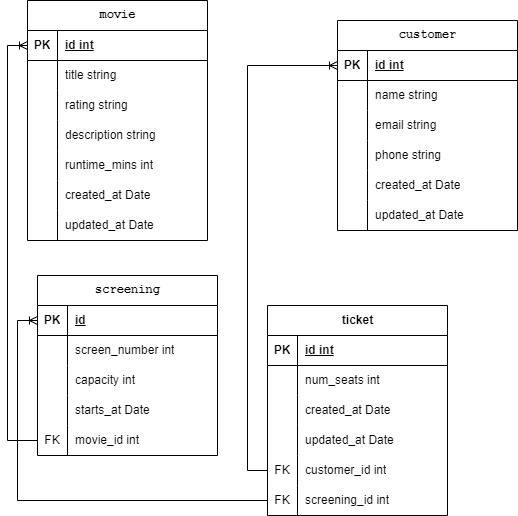 movie
PK id int
title string
rating string
description string
runtime_mins int
created_at Date
updated_at Date
customer
PK id int
name string
email string
phone string
created_at Date
updated_at Date
screening
PK id
screen_number int
capacity int
starts_at Date
FK movie_id int
ticket
PK id int
num_seats int
created_at Date
updated_at Date
FK customer_id int
FK screening_id int